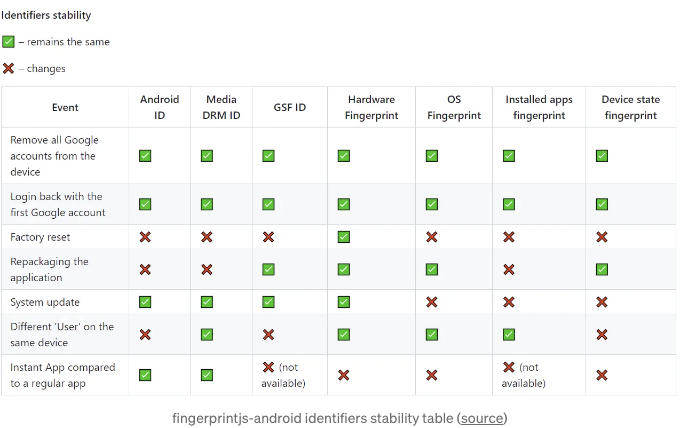 Identifiers stability
✅ – remains the same
❌ – changes
Event
Android
ID
Media
DRM ID
GSF ID
Hardware
Fingerprint
OS
Fingerprint
Installed apps
fingerprint
Device state
fingerprint
Remove all Google
accounts from the
device
✅ ✅ ✅ ✅ ✅ ✅ ✅
Login back with the
first Google account
✅ ✅ ✅ ✅ ✅ ✅ ✅
Factory reset
❌ ❌ ❌ ✅ ❌ ❌ ❌
Repackaging the
application
❌ ❌ ✅ ✅ ✅ ❌ ✅
System update
✅ ✅ ✅ ✅ ❌ ❌ ❌
Different 'User' on the
same device
❌ ✅ ❌ ✅ ✅ ✅ ❌
Instant App compared
to a regular app
✅ ✅
❌ (not
available)
❌ ❌
❌ (not
available)
❌
fingerprintjs-android identifiers stability table (source)